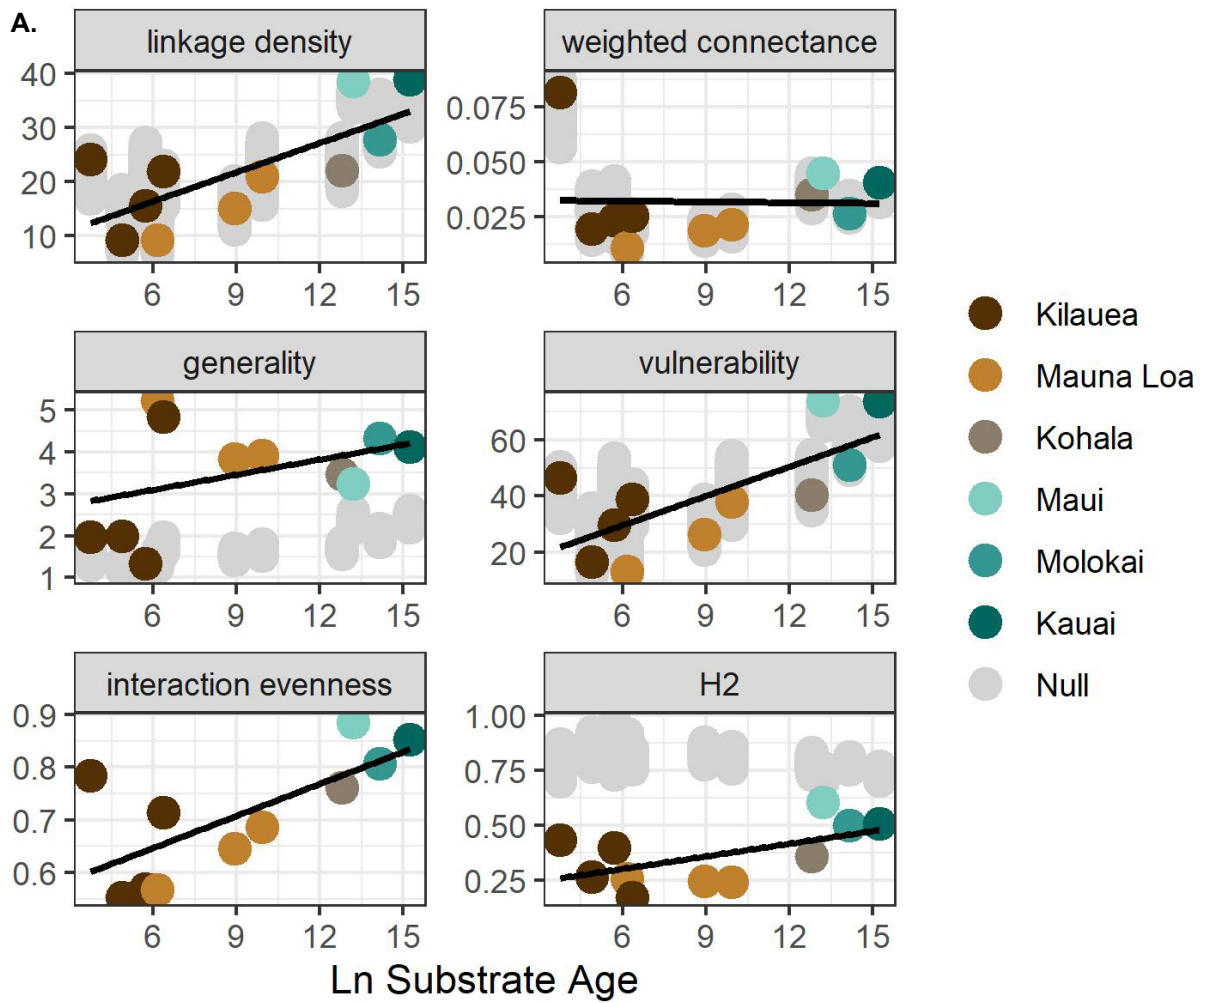 A.
linkage density
weighted connectance
40
30
20
10
0.075
0.050
0.025
6 9 12 15
6 9 12 15
generality
vulnerability
5
4
3
2
1
60
40
20
6 9 12 15
6 9 12 15
interaction evenness
H2
0.9
0.8
0.7
0.6
1.00
0.75
0.50
0.25
6 9 12 15
6 9 12 15
Ln Substrate Age
Kilauea
Mauna Loa
Kohala
Maui
Molokai
Kauai
Null